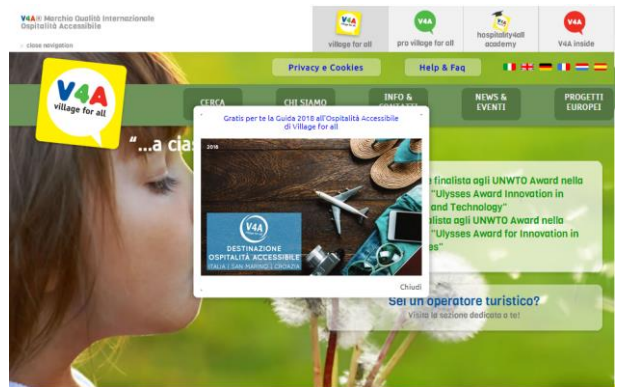 V4A® Marchio Qualità Internazionale
Ospitalità Accessibile
close navigation
V4A
village for all
village for all
V4A
pro village for all
hospitality4all
academy
V4A
V4A inside
Privacy e Cookies
Help & Faq
V4A
village for all
CERCA
CHI SIAMO
INFO &
NEWS &
EVENTI
PROGETTI
EUROPEI
"...a cia
Gratis per te la Guida 2018 all'Ospitalità Accessibile
di Village for all
2018
V4A
DESTINAZIONE
OSPITALITÀ ACCESSIBILE
ITALIA | SAN MARINO | CROAZIA
Chiudi
finalista agli UNWTO Award nella
"Ulysses Award Innovation in
and Technology"
lista agli UNWTO Award nella
"Ulysses Award for Innovation in
es"
Sei un operatore turistico?
Visita la sezione dedicata a te!